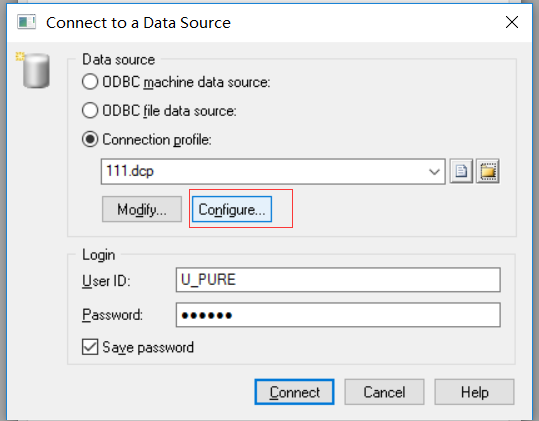 Connect to a Data Source
Data source
ODBC machine data source:
ODBC file data source:
Connection profile:
111.dcp
Modify... Configure...
Login
User ID: U_PURE
Password: ●●●●●●
Save password
Connect Cancel Help